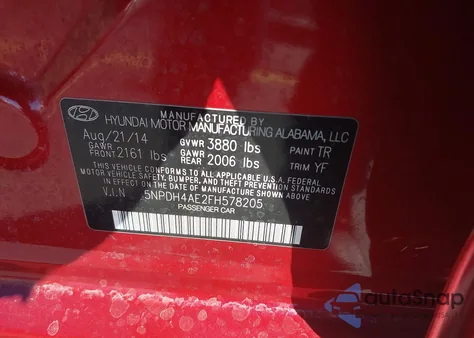 MANUFACTURED BY
HYUNDAI MOTOR MANUFACTURING ALABAMA, LLC
Aug/21/14 GVWR 3880 lbs PAINT TR
GAWR FRONT 2161 lbs GAWR REAR 2006 lbs TRIM YF
THIS VEHICLE CONFORMS TO ALL APPLICABLE U.S.A. FEDERAL
MOTOR VEHICLE SAFETY, BUMPER, AND THEFT PREVENTION
STANDARDS IN EFFECT ON THE DATE OF MANUFACTURE SHOWN ABOVE.
V.I.N 5NPDH4AE2FH578205
PASSENGER CAR
autoSnap